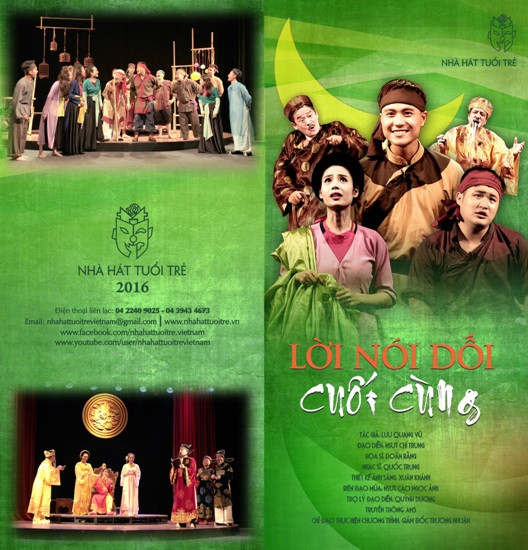 NHÀ HÁT TUỔI TRẺ
2016
Điện thoại liên lạc: 04 2240 9025 - 04 3943 4673
Email: nhahattuoitrevietnam@gmail.com | www.nhahattuoitre.vn
www.facebook.com/nhahattuoitre.vietnam
www.youtube.com/user/nhahattuoitrevietnam
NHÀ HÁT TUỔI TRẺ
LỜI NÓI DỐI
CUỐI CÙNG
TÁC GIẢ: LƯU QUANG VŨ
ĐẠO DIỄN: NSƯT CHÍ TRUNG
HỌA SĨ: DOÃN BẰNG
NHẠC SĨ: QUỐC TRUNG
THIẾT KẾ ÁNH SÁNG: XUÂN KHÁNH
BIÊN ĐẠO MÚA: NSƯT CAO NGỌC ÁNH
TRỢ LÝ ĐẠO DIỄN: QUỲNH DƯƠNG
TRUYỀN THÔNG: AMS
CHỈ ĐẠO THỰC HIỆN CHƯƠNG TRÌNH: GIÁM ĐỐC TRƯƠNG NHUẬN